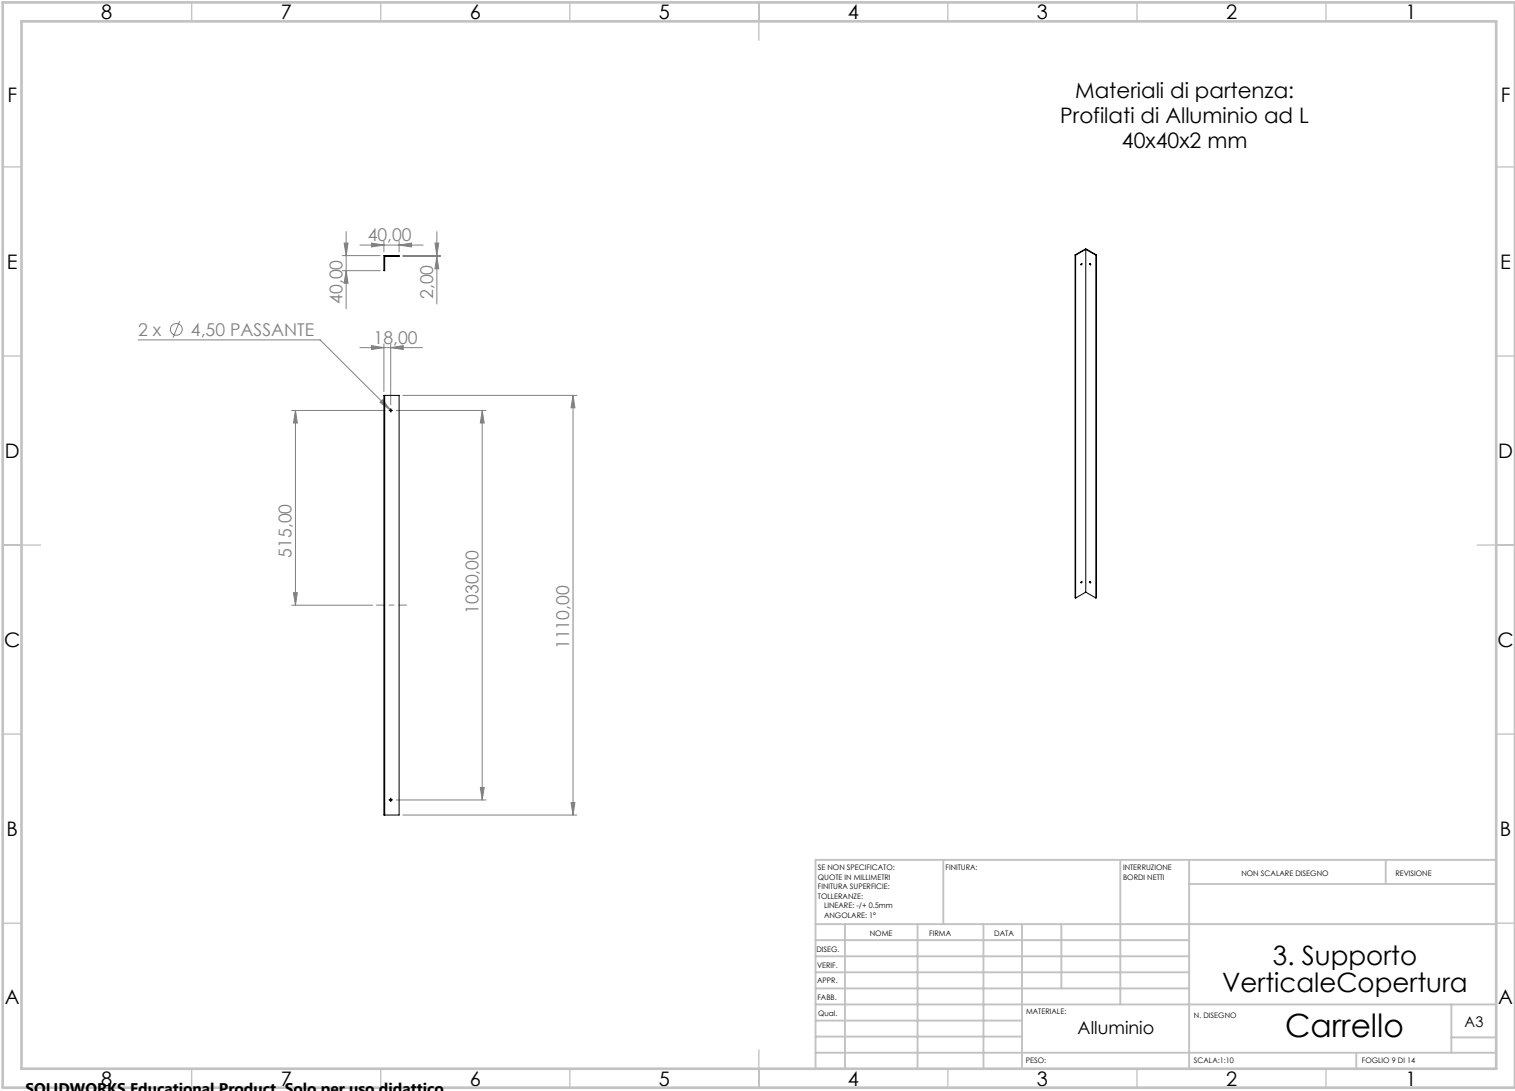 8 7 6 5 4 3 2 1
F F
Materiali di partenza:
Profilati di Alluminio ad L
40x40x2 mm
E E
40,00
40,00
2,00
2 x ∅ 4,50 PASSANTE
18,00
D D
515,00
1030,00
1110,00
C C
B B
SE NON SPECIFICATO:
QUOTE IN MILLIMETRI
FINITURA SUPERFICIE:
TOLLERANZE:
LINEARE: -/+ 0.5mm
ANGOLARE: 1°
FINITURA:
INTERRUZIONE
BORDI NETTI
NON SCALARE DISEGNO
REVISIONE
NOME FIRMA DATA
DISEG.
VERIF.
APPR.
FABB.
Qual.
3. Supporto
VerticaleCopertura
A A
MATERIALE:
Alluminio
N. DISEGNO
Carrello
A3
PESO:
SCALA:1:10
FOGLIO 9 DI 14
8 7 6 5 4 3 2 1
SOLIDWORKS Educational Product. Solo per uso didattico.